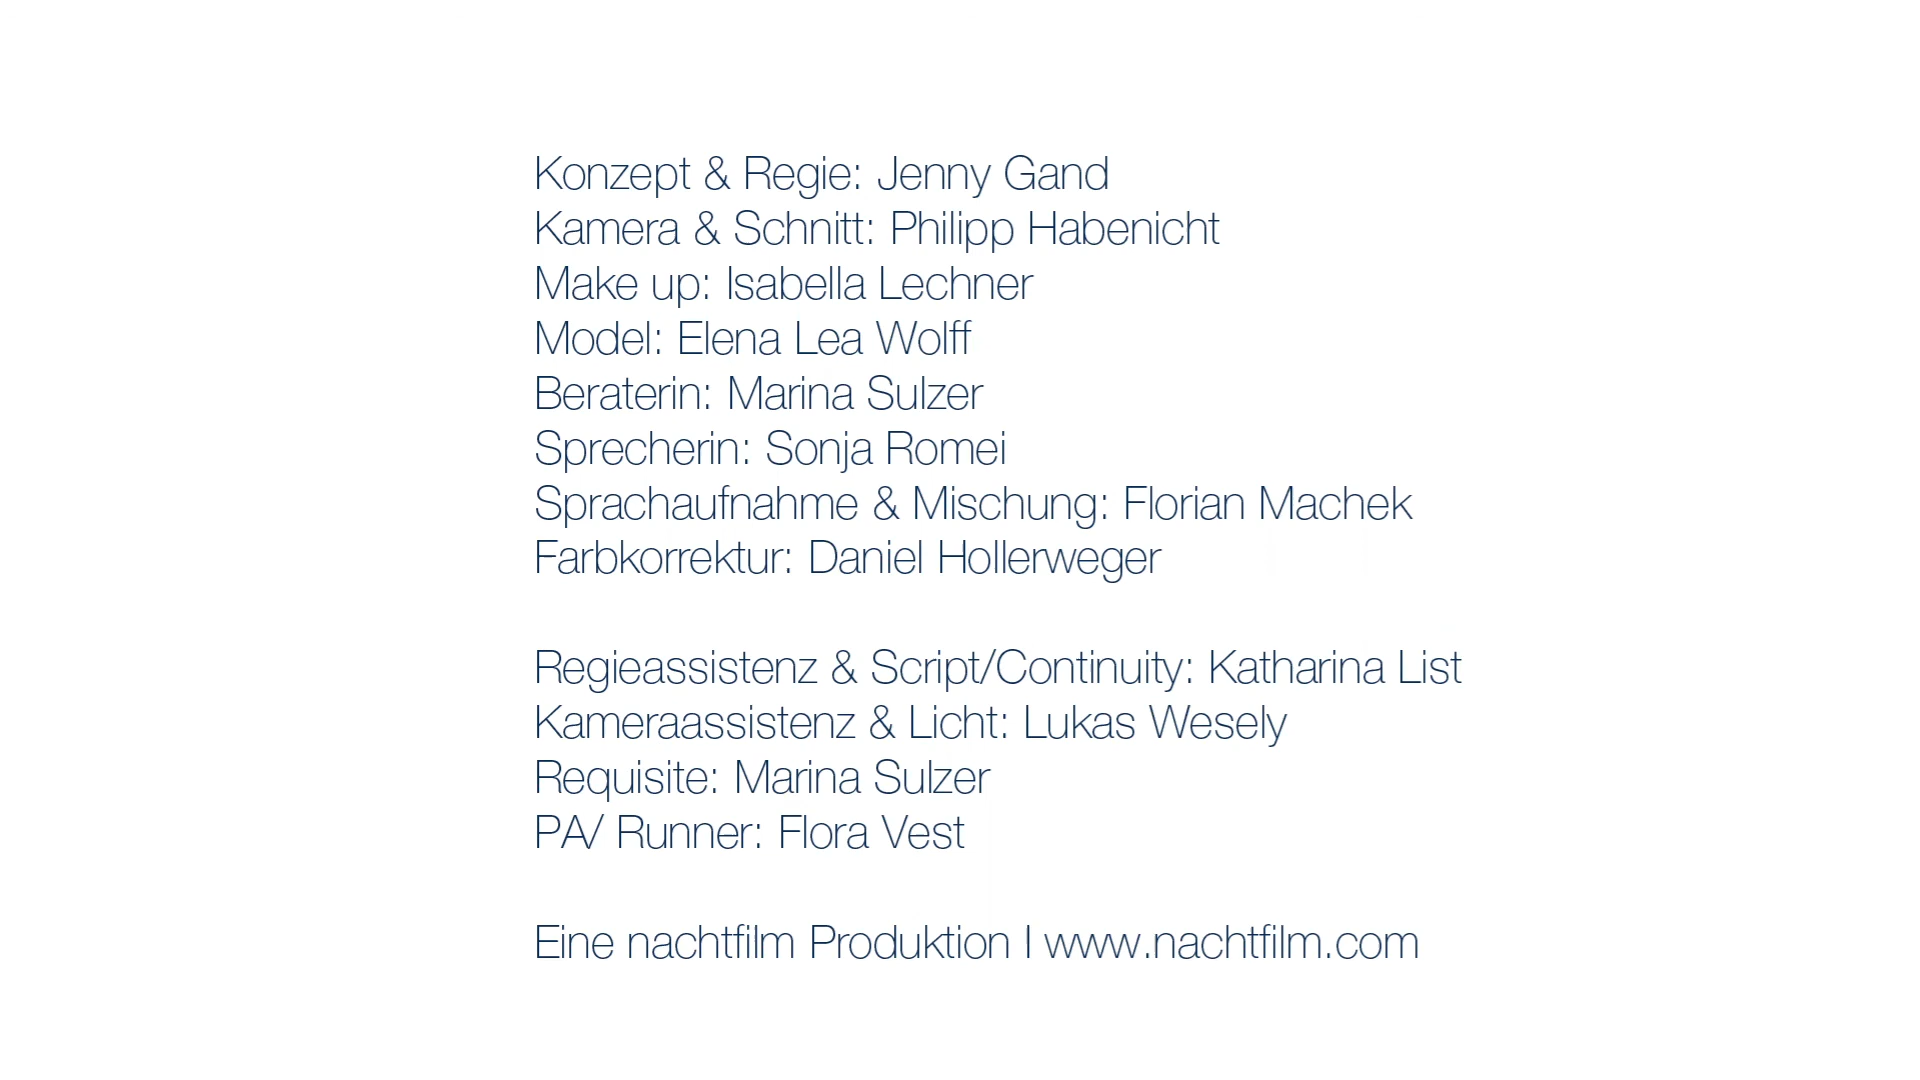 Konzept & Regie: Jenny Gand
Kamera & Schnitt: Philipp Habenicht
Make up: Isabella Lechner
Model: Elena Lea Wolff
Beraterin: Marina Sulzer
Sprecherin: Sonja Romei
Sprachaufnahme & Mischung: Florian Machek
Farbkorrektur: Daniel Hollerweger
Regieassistenz & Script/Continuity: Katharina List
Kameraassistenz & Licht: Lukas Wesely
Requisite: Marina Sulzer
PA/ Runner: Flora Vest
Eine nachtfilm Produktion I www.nachtfilm.com